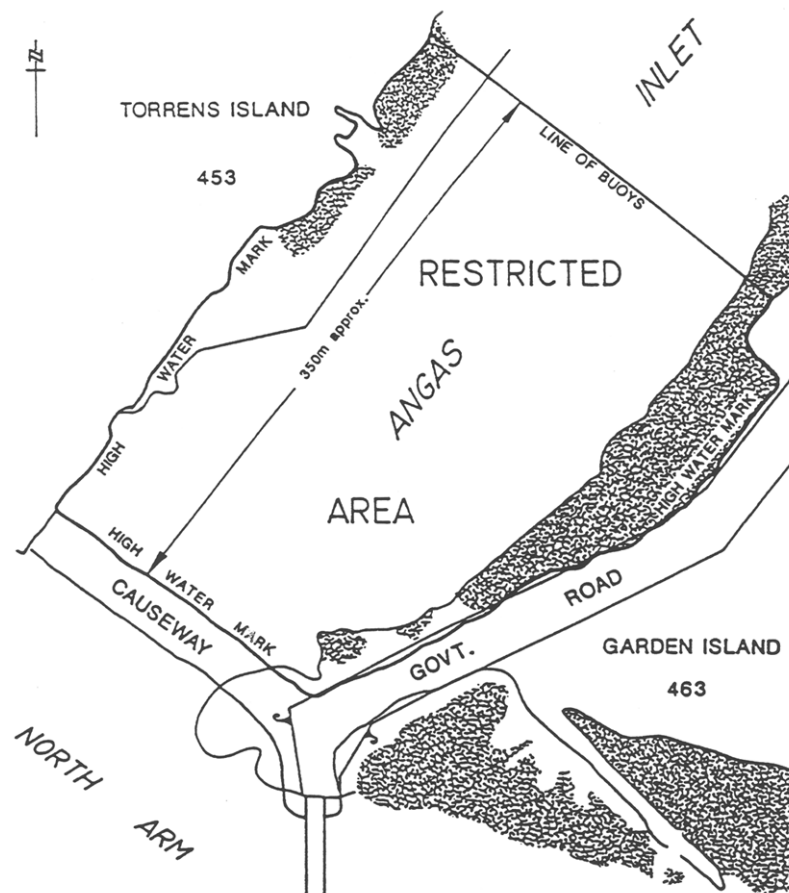 N
INLET
TORRENS ISLAND
453
LINE OF BUOYS
HIGH WATER MARK
350m approx.
RESTRICTED
ANGAS
AREA
HIGH WATER MARK
HIGH WATER MARK
CAUSEWAY
GOVT. ROAD
GARDEN ISLAND
463
NORTH ARM